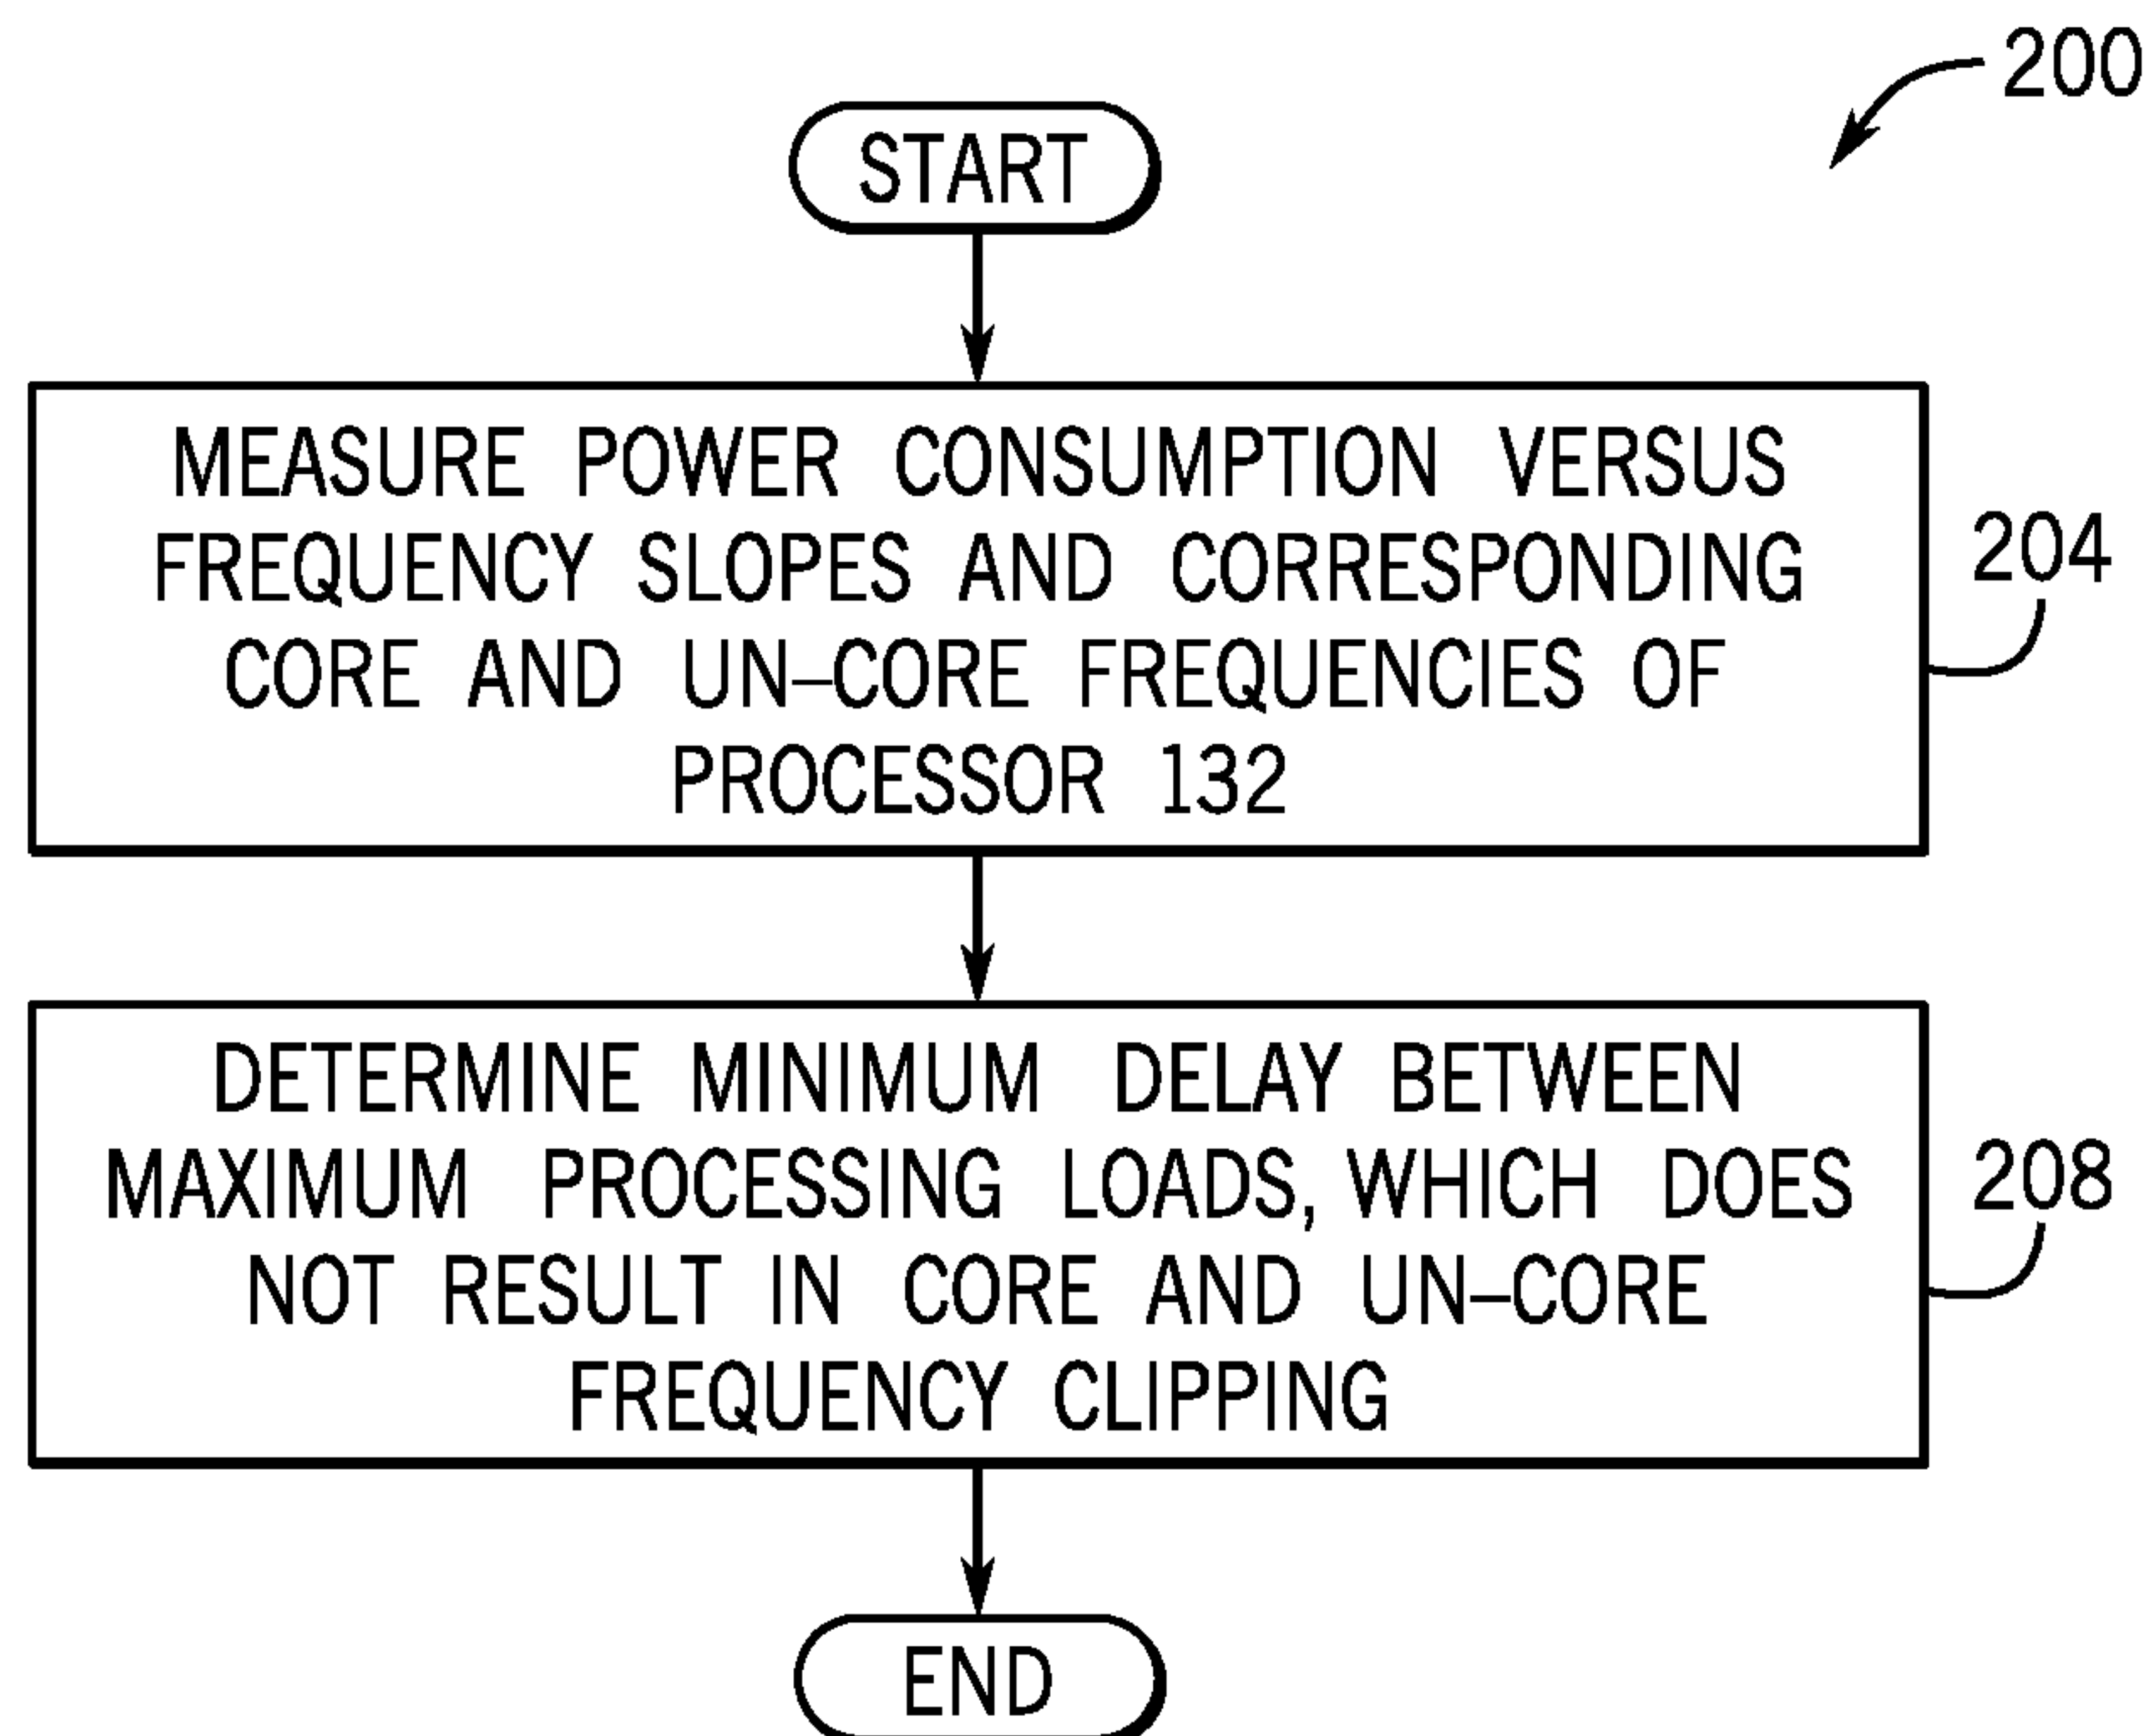 200
START
MEASURE POWER CONSUMPTION VERSUS
FREQUENCY SLOPES AND CORRESPONDING
CORE AND UN–CORE FREQUENCIES OF
PROCESSOR 132
204
DETERMINE MINIMUM DELAY BETWEEN
MAXIMUM PROCESSING LOADS, WHICH DOES
NOT RESULT IN CORE AND UN–CORE
FREQUENCY CLIPPING
208
END